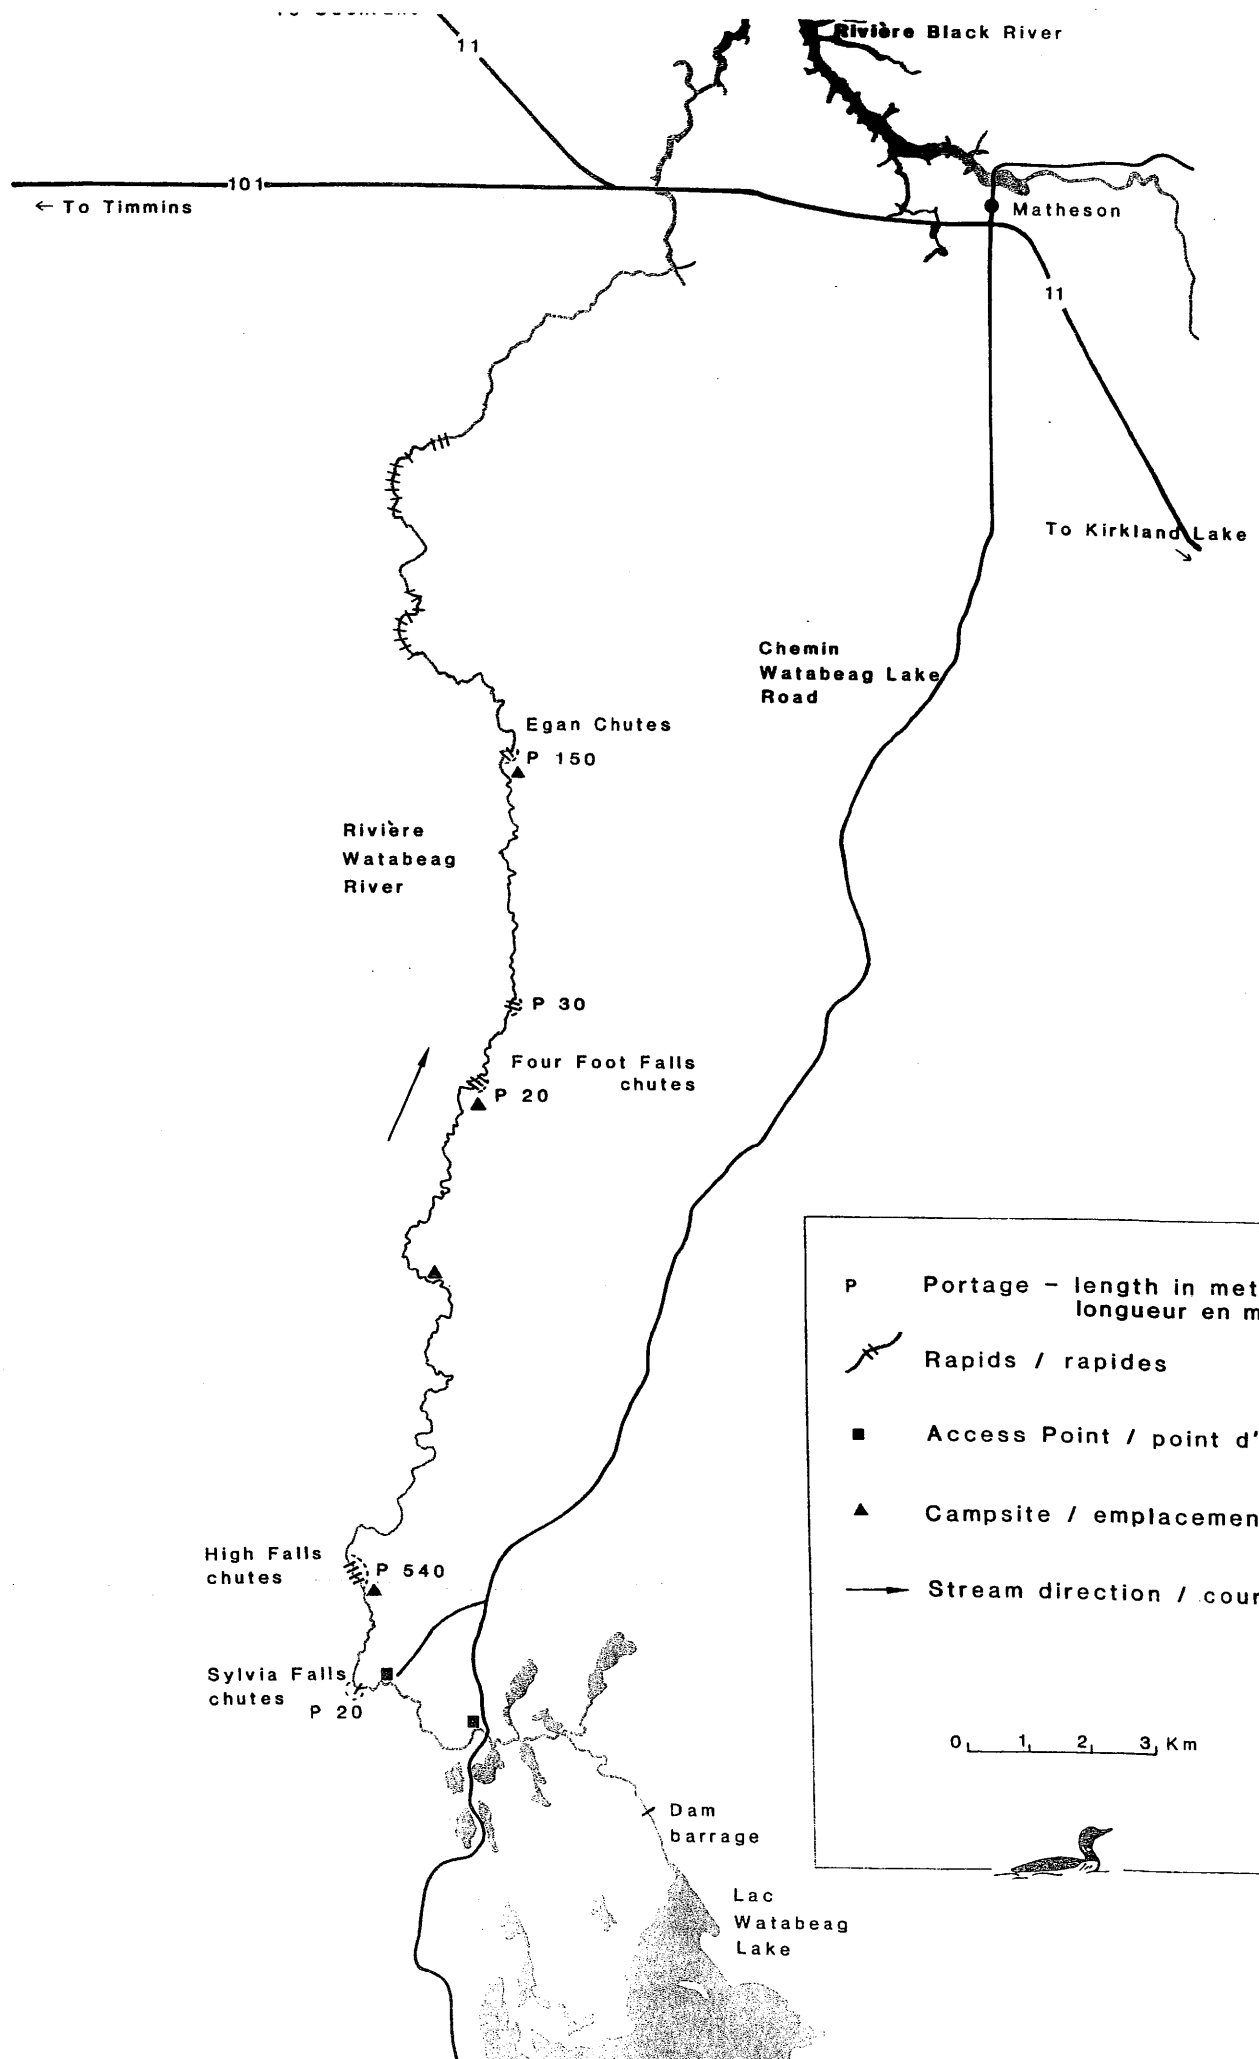 Rivière Black River
11
101
← To Timmins
Matheson
11
To Kirkland Lake
Chemin
Watabeag Lake
Road
Egan Chutes
P 150
Rivière
Watabeag
River
P 30
Four Foot Falls
chutes
P 20
P Portage – length in met
longueur en m
Rapids / rapides
Access Point / point d'
Campsite / emplacemen
Stream direction / cour
High Falls
chutes
P 540
Sylvia Falls
chutes
P 20
0 1 2 3 Km
Dam
barrage
Lac
Watabeag
Lake